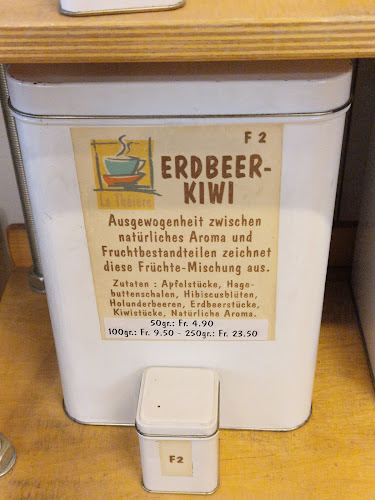 F 2
La Théière
ERDBEER-
KIWI
Ausgewogenheit zwischen
natürliches Aroma und
Fruchtbestandteilen zeichnet
diese Früchte-Mischung aus.
Zutaten : Apfelstücke, Hage-
buttenschalen, Hibiscusblüten,
Holunderbeeren, Erdbeerstücke,
Kiwistücke, Natürliche Aroma.
50gr.: Fr. 4.90
100gr.: Fr. 9.50 - 250gr.: Fr. 23.50
F2